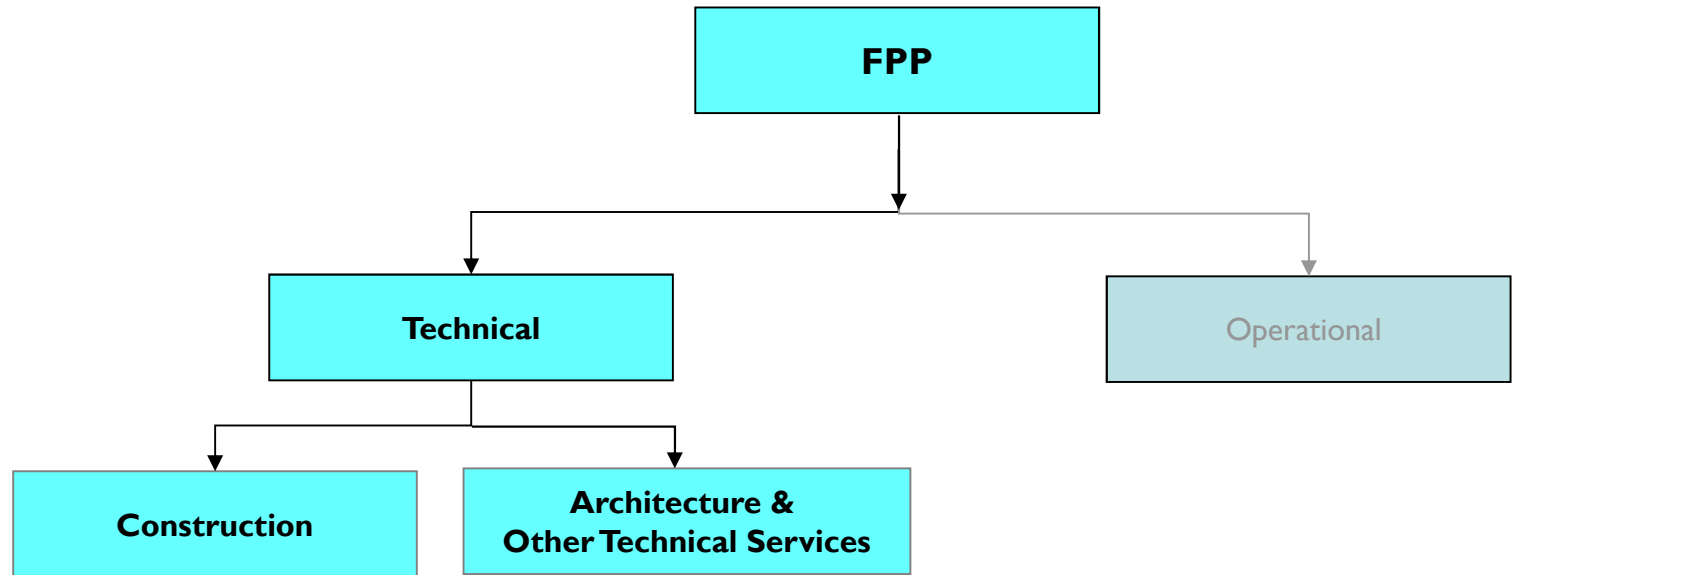 FPP
Technical
Operational
Construction
Architecture &
Other Technical Services